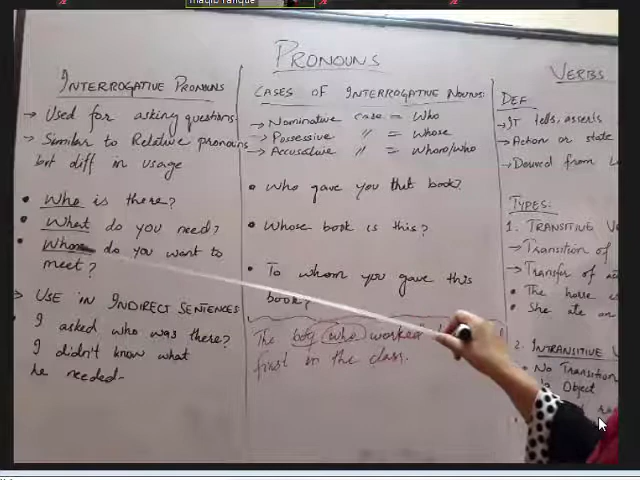 PRONOUNS
INTERROGATIVE PRONOUNS
→ Used for asking questions
→ Similar to Relative pronouns
but diff in usage
• Who is there?
• What do you need?
• Whom do you want to
meet?
→ USE IN INDIRECT SENTENCES
• I asked who was there?
I didn't know what
he needed.
CASES OF INTERROGATIVE NOUNS:
→ Nominative case = Who
→ Possessive " = Whose
→ Accusative " = Whom/who
• Who gave you that book?
• Whose book is this?
• To whom you gave this
book?
The boy who worked
first in the class.
VERBS
DEF
→ IT tells, asserts
→ Action or state
→ Derived from
TYPES:
1. TRANSITIVE
→ Transition of
→ Transfer of
• The horse
• She ate an
2. INTRANSITIVE
• No Transition
Object